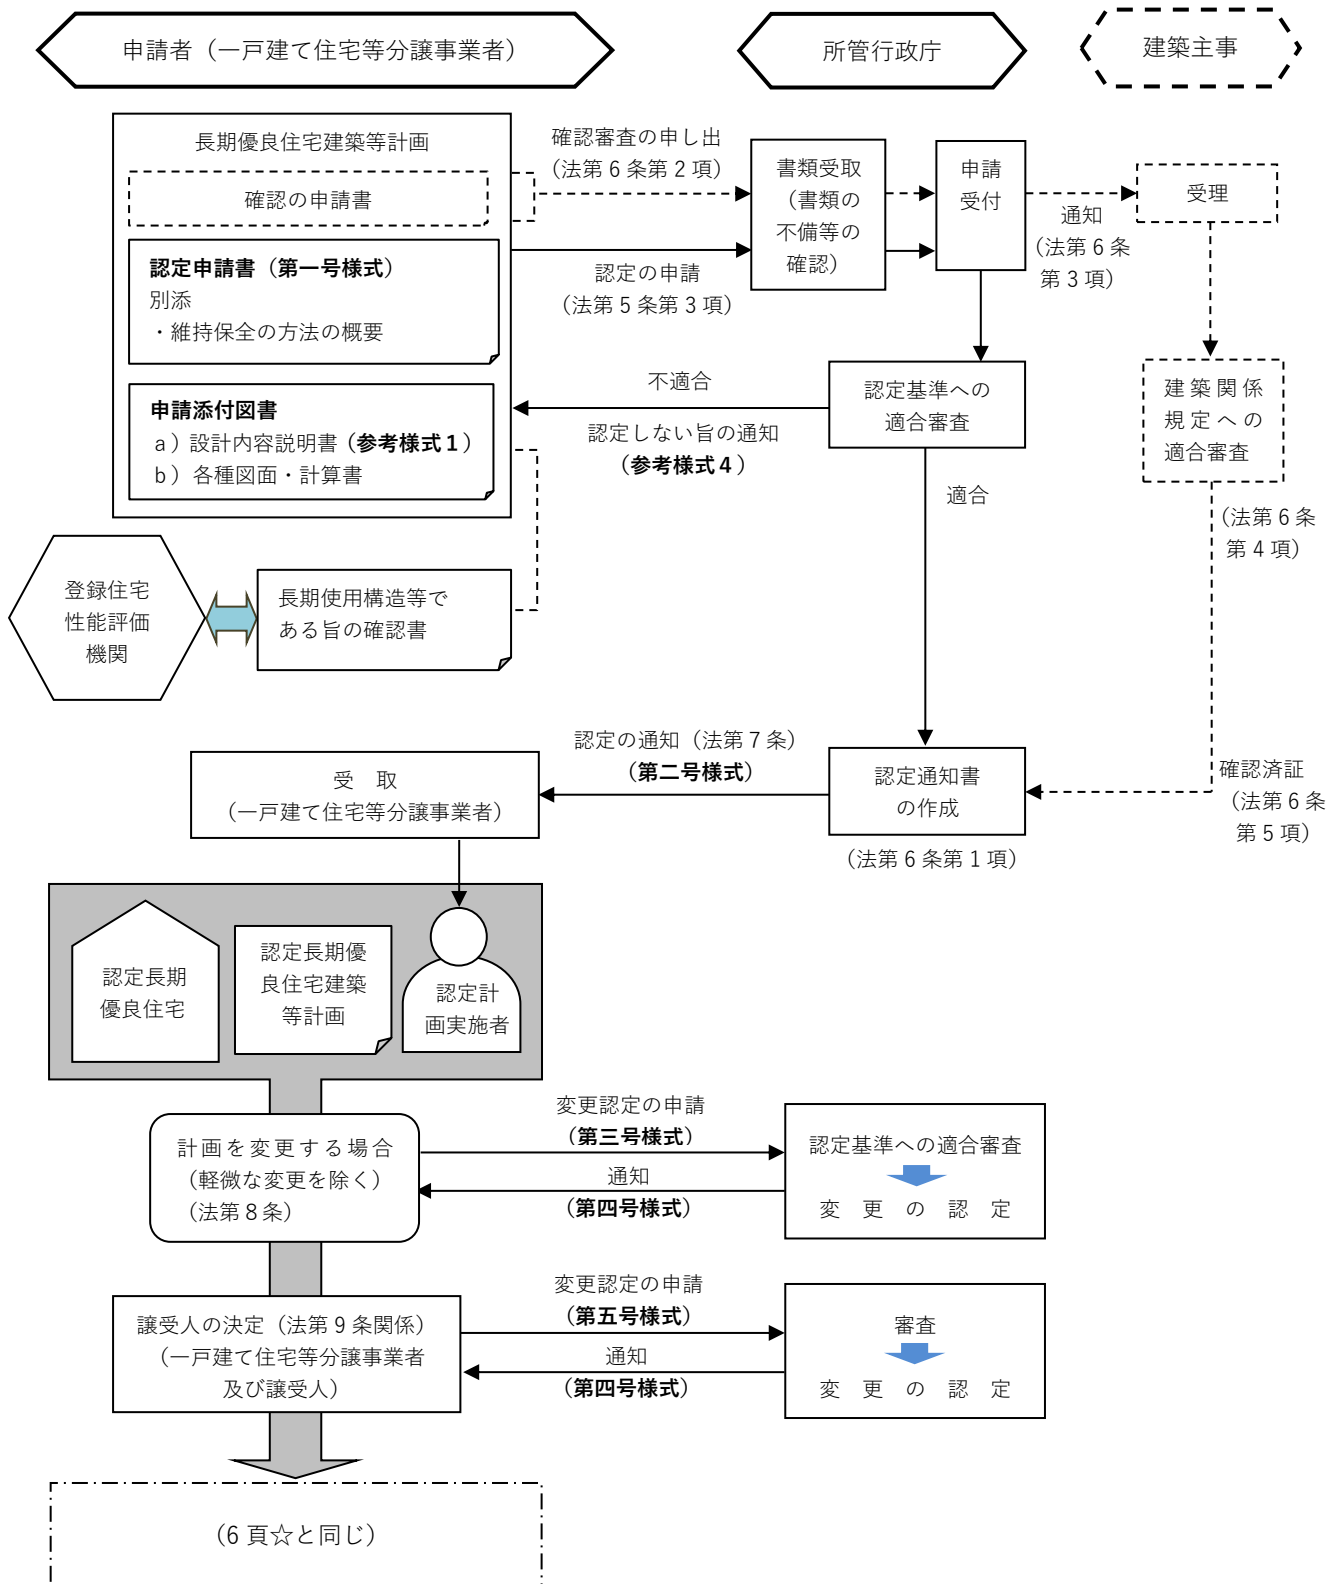 申請者（一戸建て住宅等分譲事業者）
所管行政庁
建築主事
長期優良住宅建築等計画
確認の申請書
認定申請書（第一号様式）
別添
・維持保全の方法の概要
申請添付図書
ａ）設計内容説明書（参考様式１）
ｂ）各種図面・計算書
確認審査の申し出
（法第６条第２項）
認定の申請
（法第５条第３項）
書類受取
（書類の
不備等の
確認）
申請
受付
通知
（法第６条
第３項）
受理
不適合
認定しない旨の通知
（参考様式４）
認定基準への
適合審査
適合
建築関係
規定への
適合審査
（法第６条
第４項）
登録住宅
性能評価
機関
長期使用構造等で
ある旨の確認書
受　取
（一戸建て住宅等分譲事業者）
認定の通知（法第７条）
（第二号様式）
認定通知書
の作成
（法第６条第１項）
確認済証
（法第６条
第５項）
認定長期
優良住宅
認定長期優
良住宅建築
等計画
認定計
画実施者
計画を変更する場合
（軽微な変更を除く）
（法第８条）
変更認定の申請
（第三号様式）
通知
（第四号様式）
認定基準への適合審査
変　更　の　認　定
譲受人の決定（法第９条関係）
（一戸建て住宅等分譲事業者
及び譲受人）
変更認定の申請
（第五号様式）
通知
（第四号様式）
審査
変　更　の　認　定
（6 頁☆と同じ）